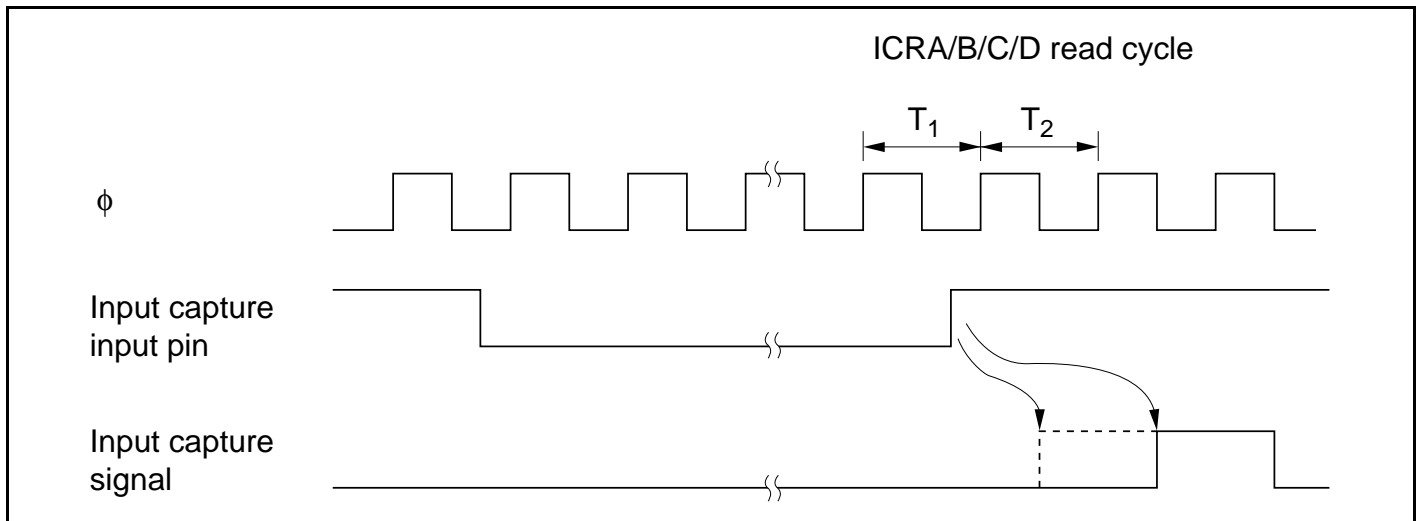 ICRA/B/C/D read cycle
T1 T2
ϕ
Input capture
input pin
Input capture
signal